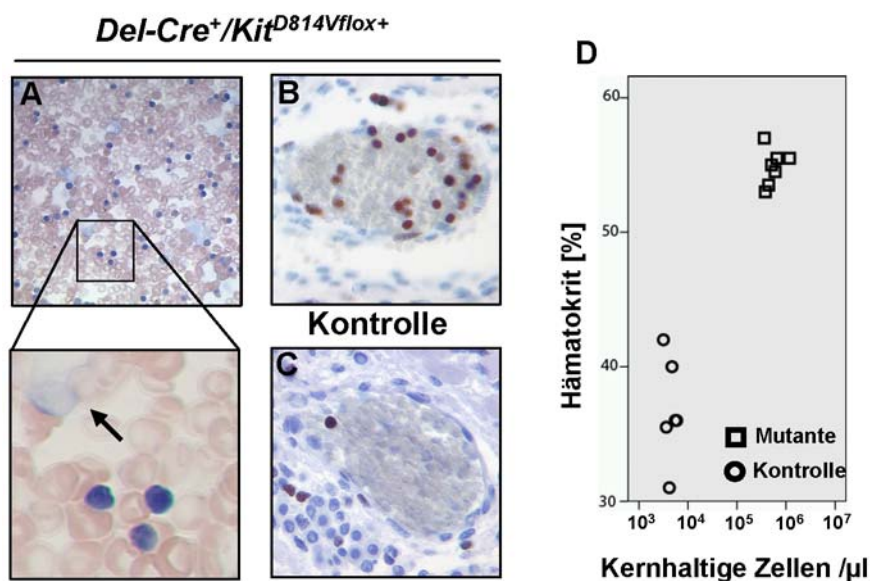 Del-Cre+/KitD814Vflox+
A
B
Kontrolle
C
D
Hämatokrit [%]
60
50
40
30
Mutante
Kontrolle
10³ 10⁴ 10⁵ 10⁶ 10⁷
Kernhaltige Zellen /µl